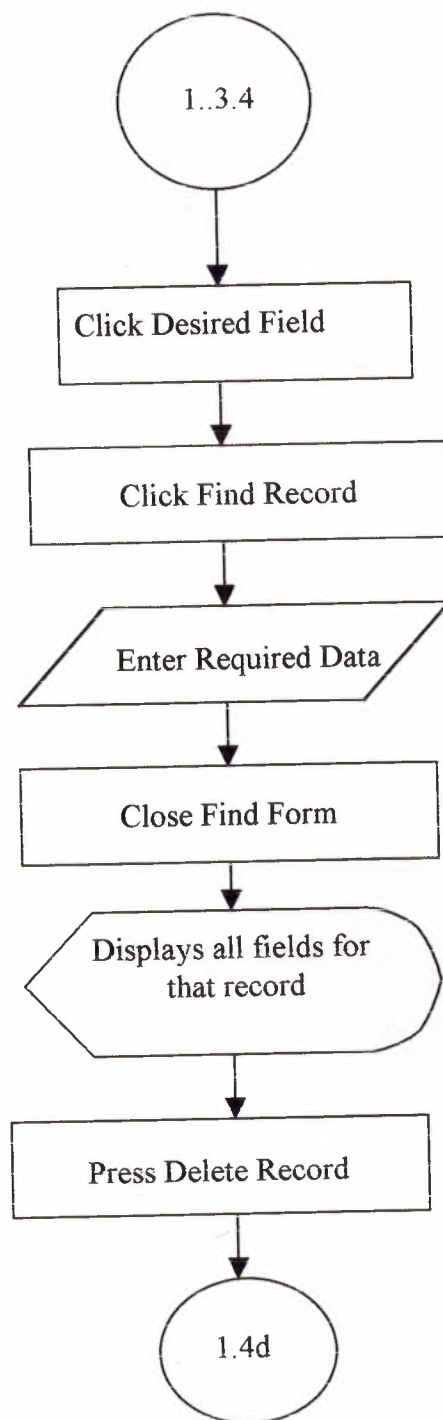 1..3.4
Click Desired Field
Click Find Record
Enter Required Data
Close Find Form
Displays all fields for
that record
Press Delete Record
1.4d